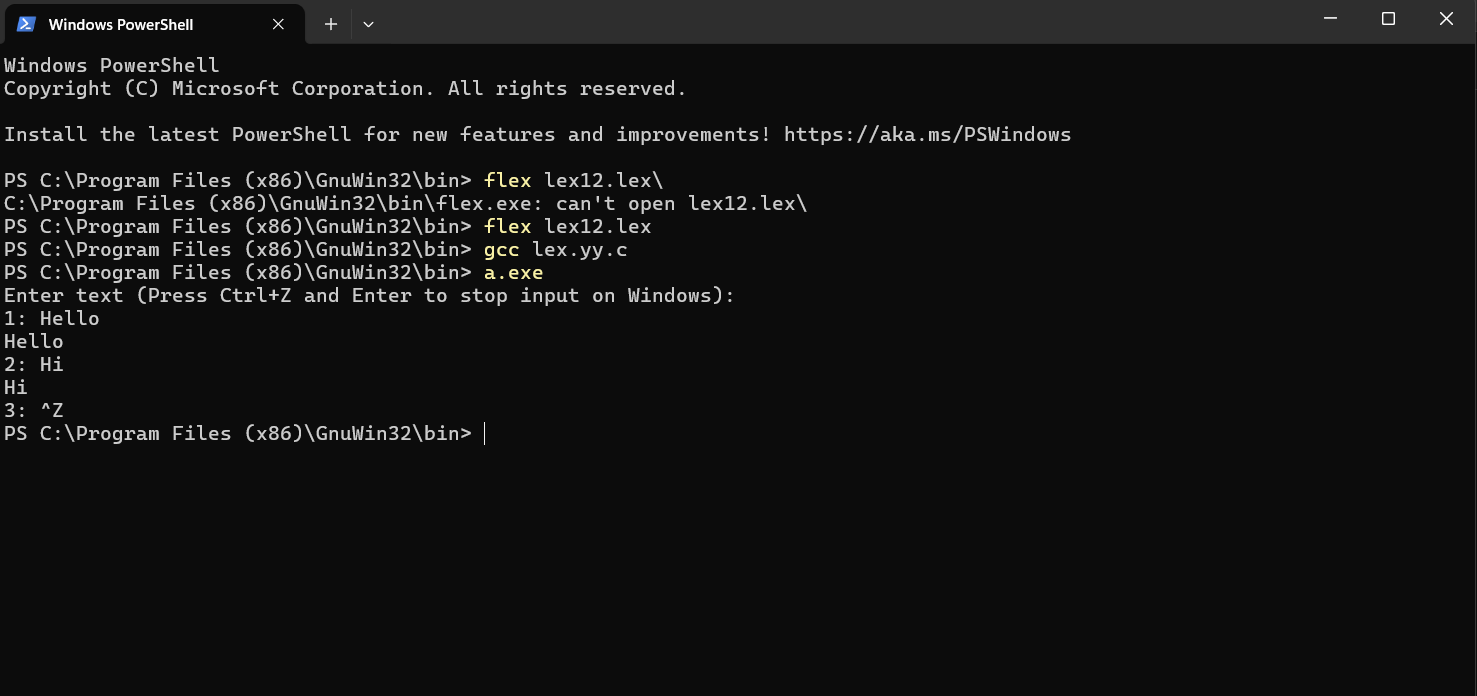 Windows PowerShell
Windows PowerShell
Copyright (C) Microsoft Corporation. All rights reserved.
Install the latest PowerShell for new features and improvements! https://aka.ms/PSWindows
PS C:\Program Files (x86)\GnuWin32\bin> flex lex12.lex\
C:\Program Files (x86)\GnuWin32\bin\flex.exe: can't open lex12.lex\
PS C:\Program Files (x86)\GnuWin32\bin> flex lex12.lex
PS C:\Program Files (x86)\GnuWin32\bin> gcc lex.yy.c
PS C:\Program Files (x86)\GnuWin32\bin> a.exe
Enter text (Press Ctrl+Z and Enter to stop input on Windows):
1: Hello
Hello
2: Hi
Hi
3: ^Z
PS C:\Program Files (x86)\GnuWin32\bin>